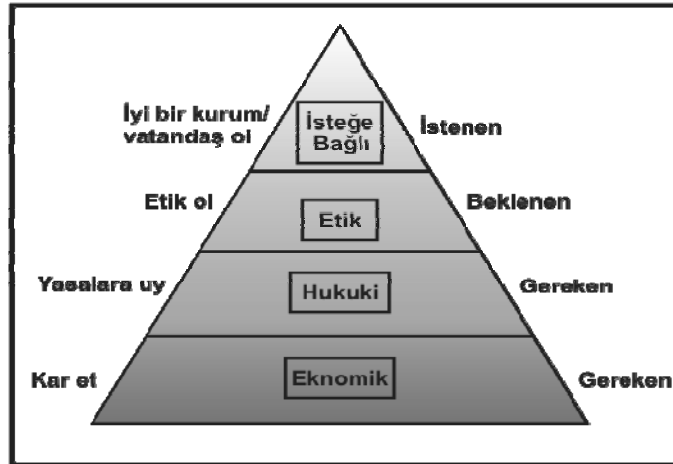 İyi bir kurum/
vatandaş ol
İsteğe
Bağlı
İstenen
Etik ol
Etik
Beklenen
Yasalara uy
Hukuki
Gereken
Kar et
Eknomik
Gereken